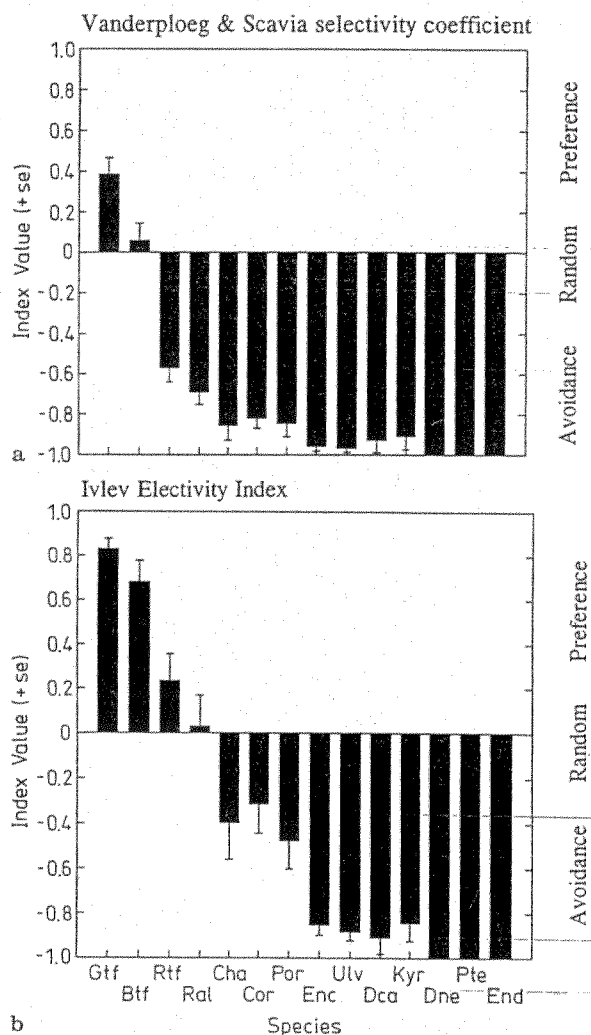 Vanderploeg & Scavia selectivity coefficient
1.0
0.8
0.6
0.4
0.2
0
-0.2
-0.4
-0.6
-0.8
-1.0
Index Value (+se)
Preference
Random
Avoidance
a
Ivlev Electivity Index
0.8
0.6
0.4
0.2
0
-0.2
-0.4
-0.6
-0.8
-1.0
Index Value (+se)
Preference
Random
Avoidance
Gtf Rtf Cha Por Ulv Kyr Pte
Btf Ral Cor Enc Dca Dne End
b
Species